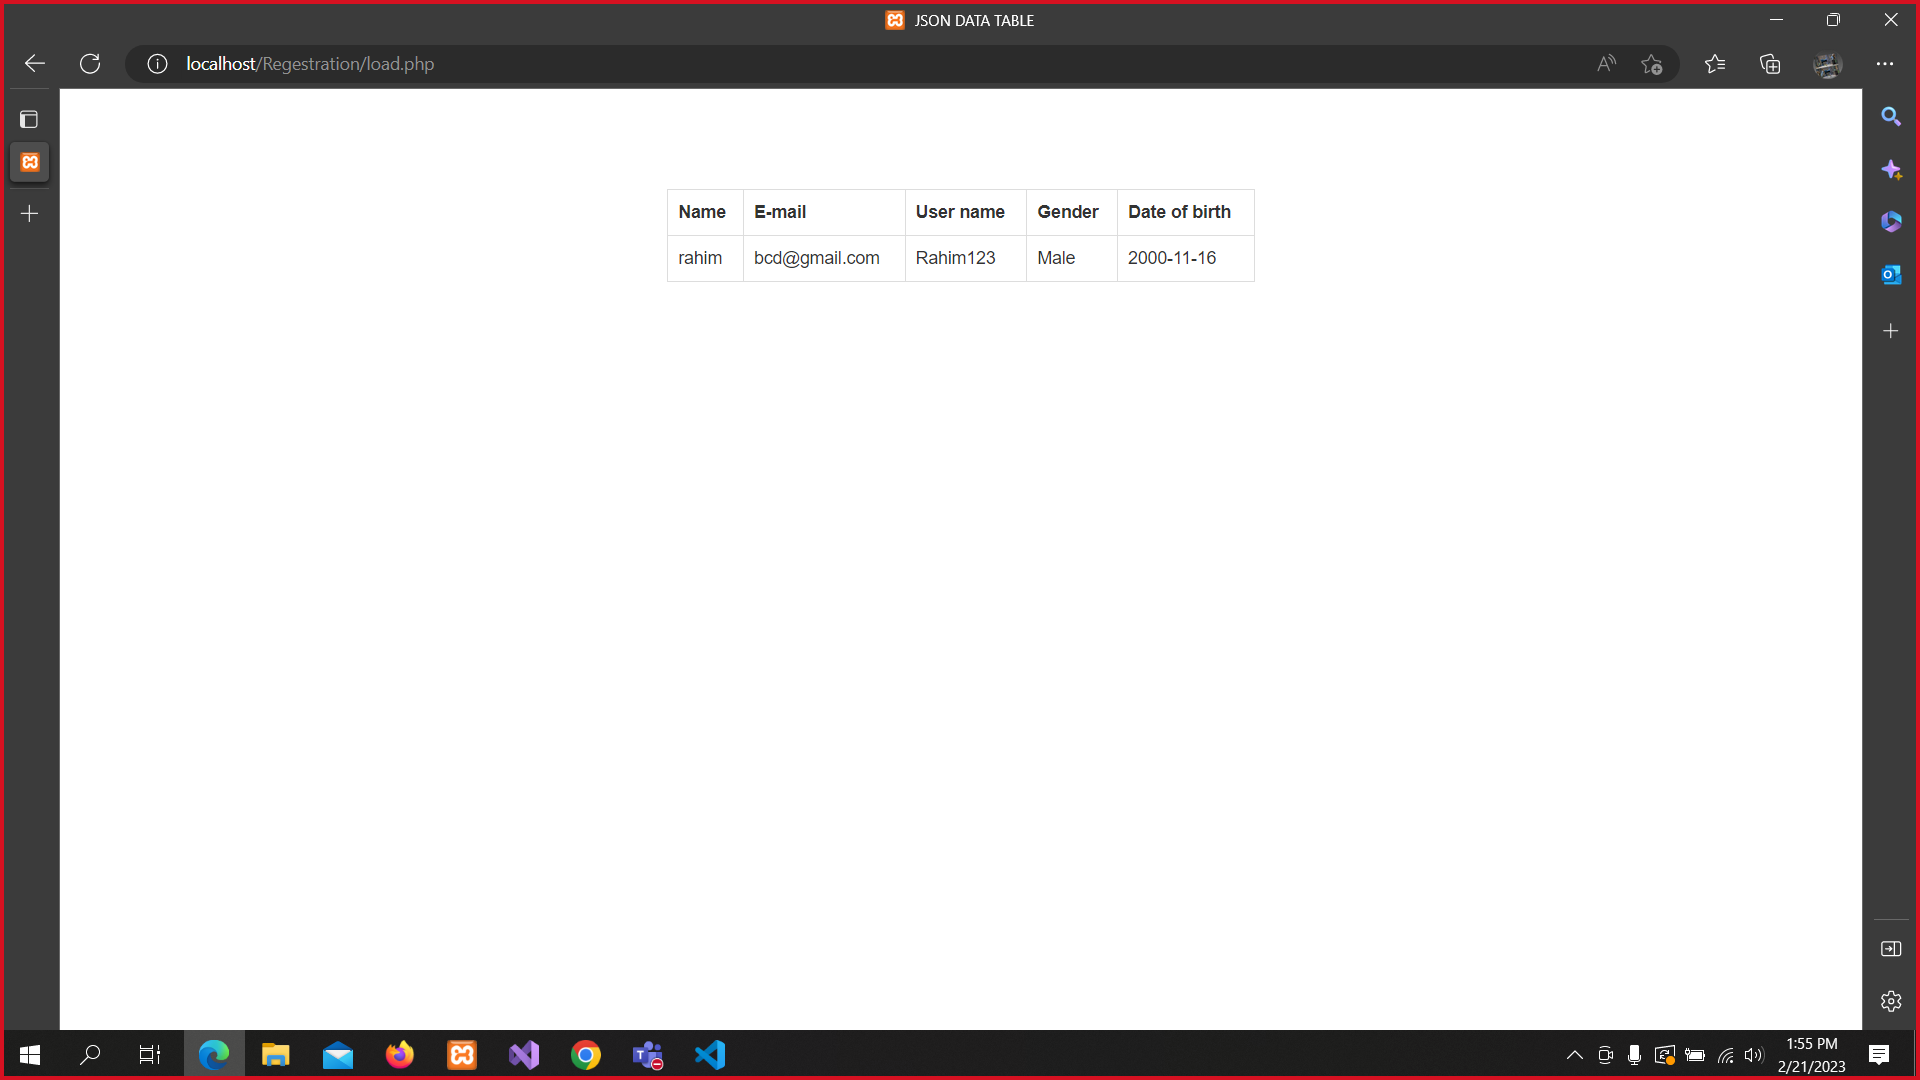 JSON DATA TABLE
localhost/Regestration/load.php
Name E-mail User name Gender Date of birth
rahim bcd@gmail.com Rahim123 Male 2000-11-16
1:55 PM
2/21/2023